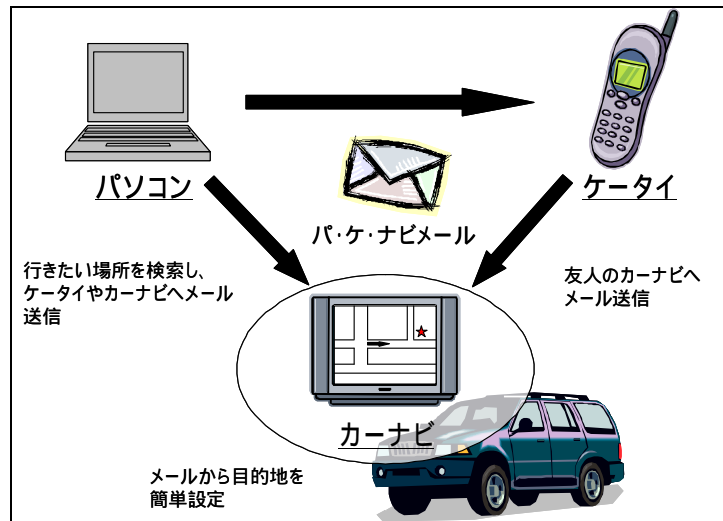 パソコン
ケータイ
パ・ケ・ナビメール
行きたい場所を検索し、
ケータイやカーナビへメール
送信
友人のカーナビへ
メール送信
カーナビ
メールから目的地を
簡単設定